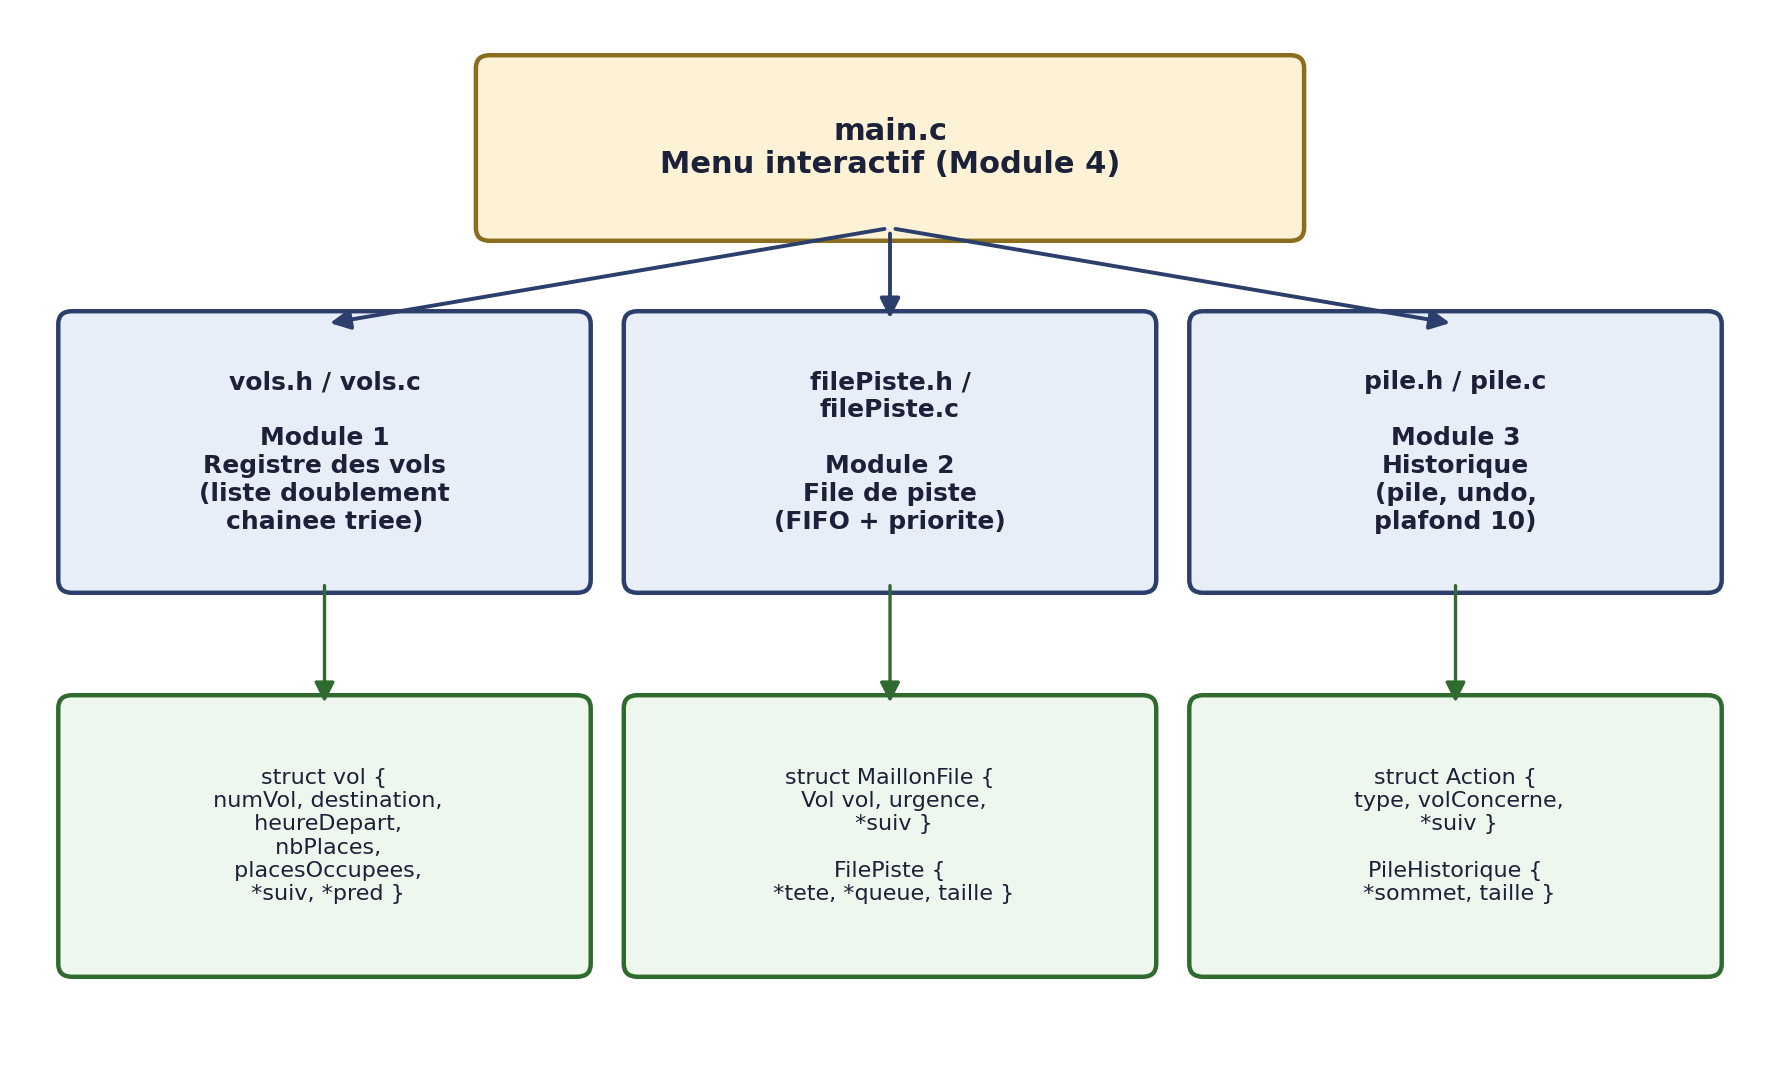 main.c
Menu interactif (Module 4)
vols.h / vols.c
Module 1
Registre des vols
(liste doublement
chainee triee)
filePiste.h /
filePiste.c
Module 2
File de piste
(FIFO + priorite)
pile.h / pile.c
Module 3
Historique
(pile, undo,
plafond 10)
struct vol {
numVol, destination,
heureDepart,
nbPlaces,
placesOccupees,
*suiv, *pred }
struct MaillonFile {
Vol vol, urgence,
*suiv }
FilePiste {
*tete, *queue, taille }
struct Action {
type, volConcerne,
*suiv }
PileHistorique {
*sommet, taille }